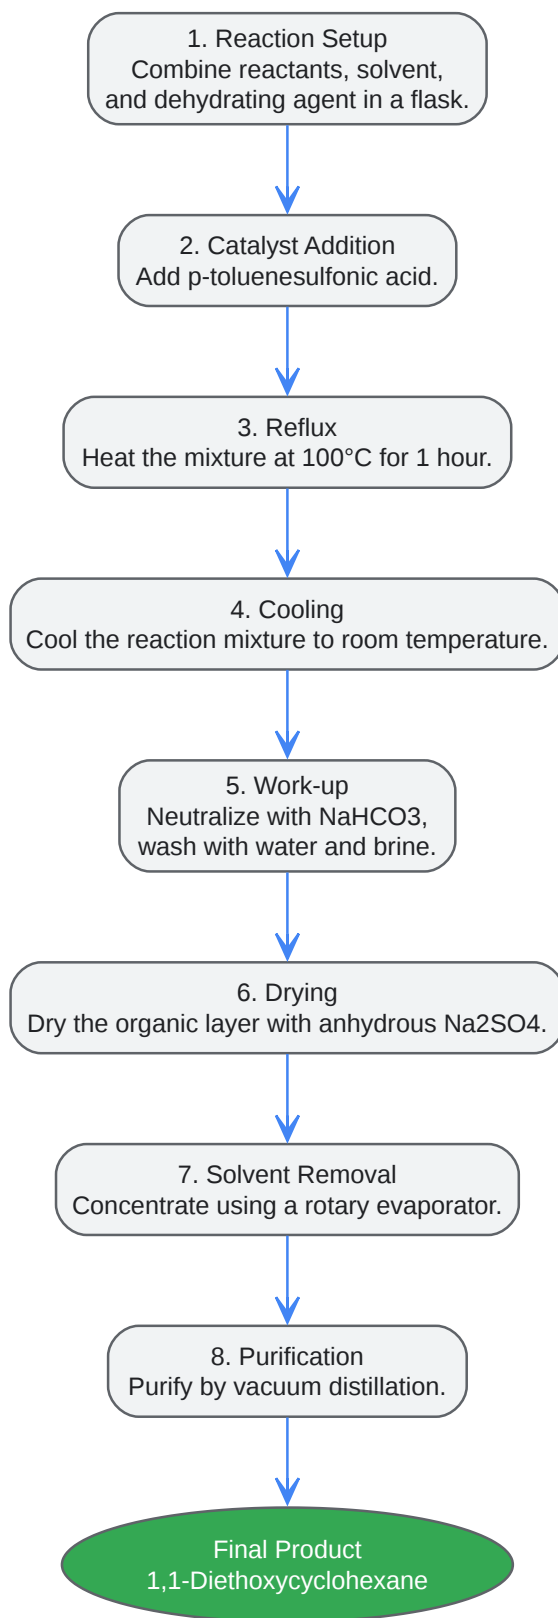 1. Reaction Setup
Combine reactants, solvent,
and dehydrating agent in a flask.
2. Catalyst Addition
Add p-toluenesulfonic acid.
3. Reflux
Heat the mixture at 100°C for 1 hour.
4. Cooling
Cool the reaction mixture to room temperature.
5. Work-up
Neutralize with NaHCO3,
wash with water and brine.
6. Drying
Dry the organic layer with anhydrous Na2SO4.
7. Solvent Removal
Concentrate using a rotary evaporator.
8. Purification
Purify by vacuum distillation.
Final Product
1,1-Diethoxycyclohexane